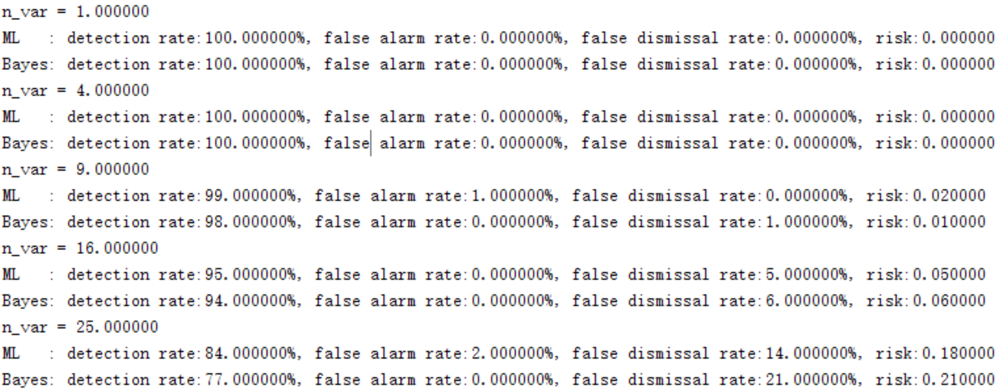 n_var = 1.000000
ML   : detection rate:100.000000%, false alarm rate:0.000000%, false dismissal rate:0.000000%, risk:0.000000
Bayes: detection rate:100.000000%, false alarm rate:0.000000%, false dismissal rate:0.000000%, risk:0.000000
n_var = 4.000000
ML   : detection rate:100.000000%, false alarm rate:0.000000%, false dismissal rate:0.000000%, risk:0.000000
Bayes: detection rate:100.000000%, false alarm rate:0.000000%, false dismissal rate:0.000000%, risk:0.000000
n_var = 9.000000
ML   : detection rate:99.000000%, false alarm rate:1.000000%, false dismissal rate:0.000000%, risk:0.020000
Bayes: detection rate:98.000000%, false alarm rate:0.000000%, false dismissal rate:1.000000%, risk:0.010000
n_var = 16.000000
ML   : detection rate:95.000000%, false alarm rate:0.000000%, false dismissal rate:5.000000%, risk:0.050000
Bayes: detection rate:94.000000%, false alarm rate:0.000000%, false dismissal rate:6.000000%, risk:0.060000
n_var = 25.000000
ML   : detection rate:84.000000%, false alarm rate:2.000000%, false dismissal rate:14.000000%, risk:0.180000
Bayes: detection rate:77.000000%, false alarm rate:0.000000%, false dismissal rate:21.000000%, risk:0.210000